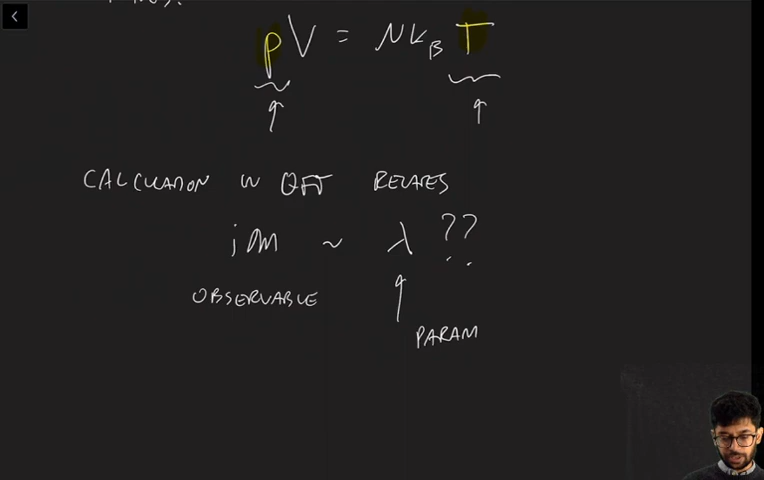 pV = Nk_B T
CALCULATION IN QFT RELATES
iM ~ λ ??
OBSERVABLE
PARAM